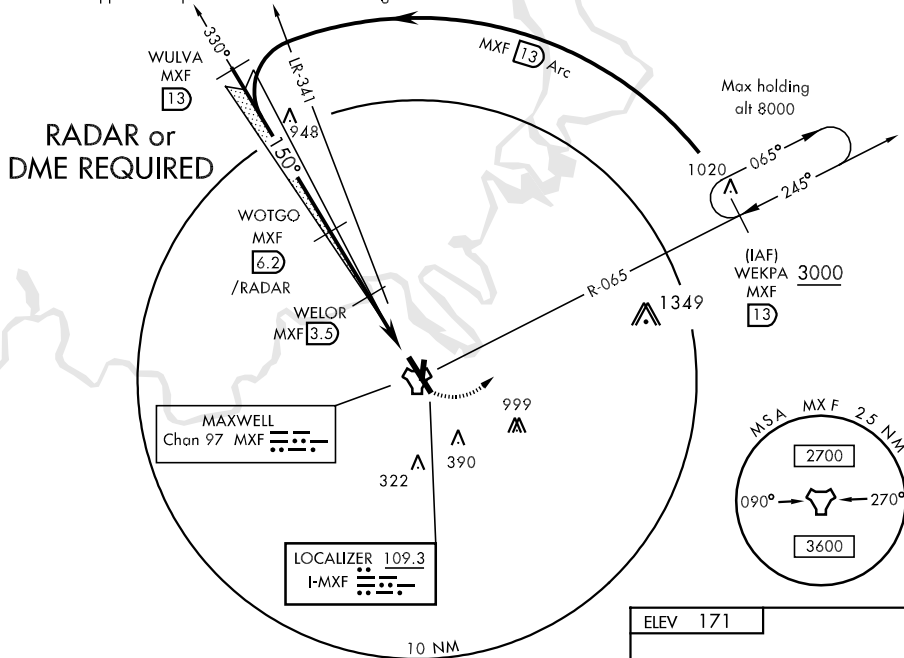 330°
WULVA
MXF
13
LR-341
MXF 13 Arc
Max holding
alt 8000
RADAR or
DME REQUIRED
948
150°
1020
065°
245°
WOTGO
MXF
6.2
/RADAR
(IAF)
WEKPA
MXF
13
3000
R-065
WELOR
MXF 3.5
1349
MAXWELL
Chan 97 MXF
999
390
322
MSA MXF 25 NM
2700
090°
270°
3600
LOCALIZER 109.3
I-MXF
10 NM
ELEV 171